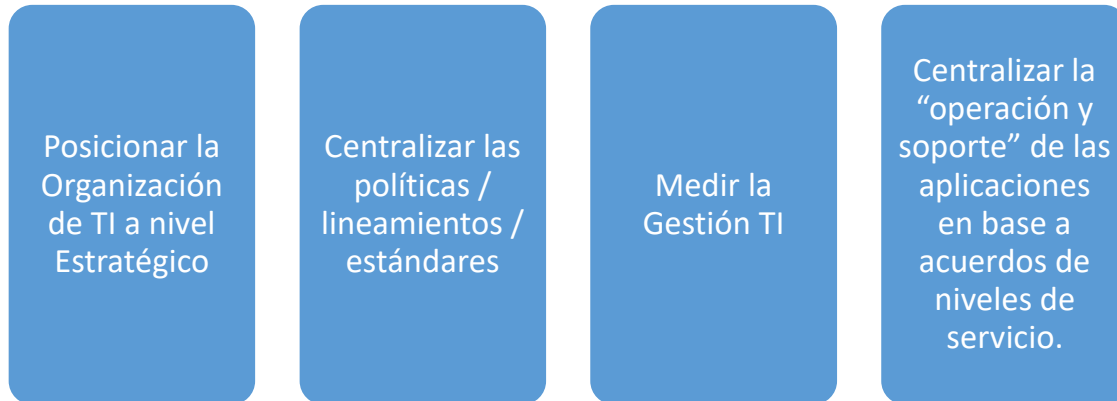 Posicionar la
Organización
de TI a nivel
Estratégico
Centralizar las
políticas /
lineamientos /
estándares
Medir la
Gestión TI
Centralizar la
“operación y
soporte” de las
aplicaciones
en base a
acuerdos de
niveles de
servicio.